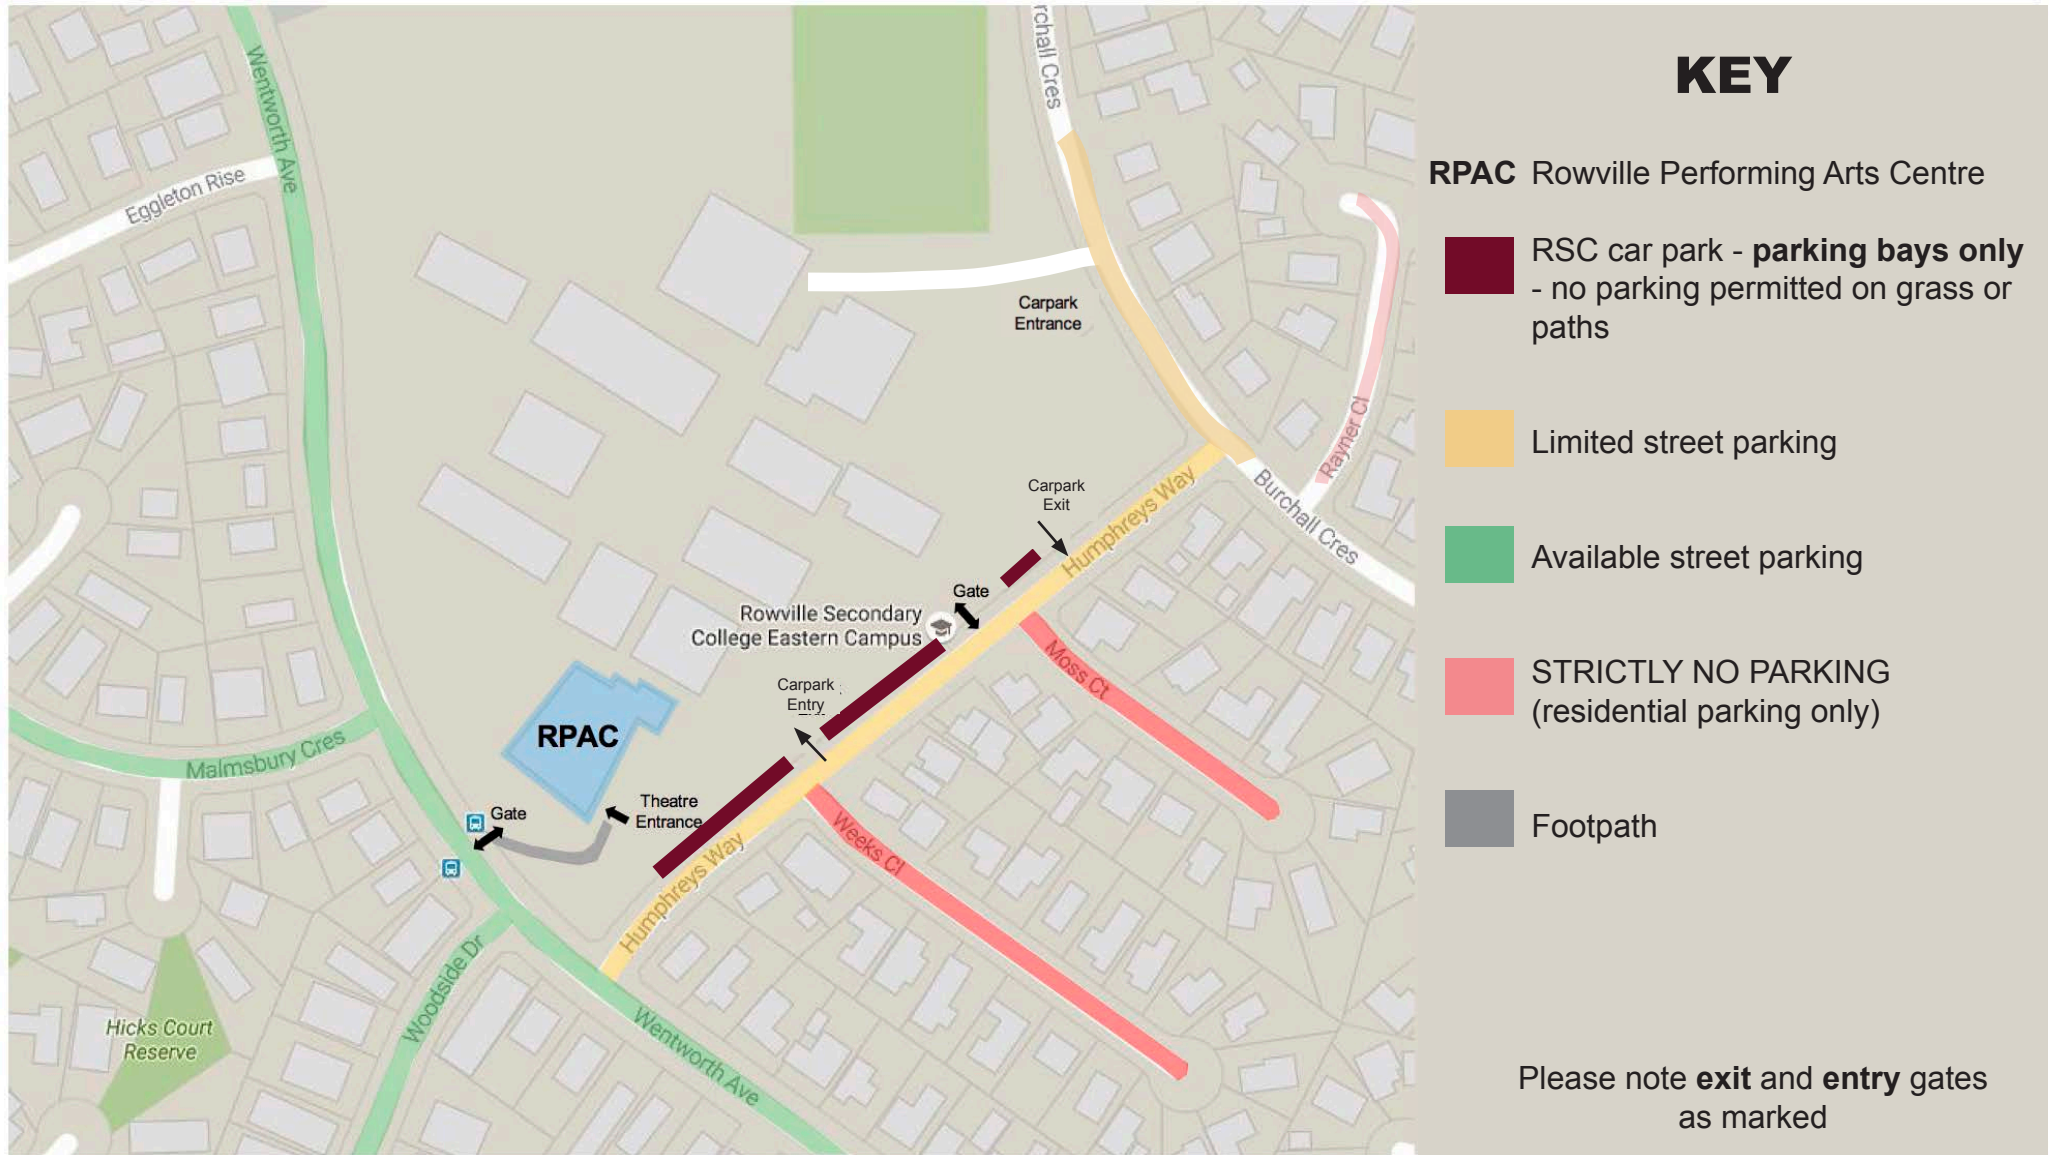 Wentworth Ave
rchall Cres
Eggleton Rise
Carpark
Entrance
Rayner Cl
Burchall Cres
Carpark
Exit
Humphreys Way
Gate
Rowville Secondary
College Eastern Campus
Moss Ct
Carpark
Entry
RPAC
Malmsbury Cres
Gate
Theatre
Entrance
Weeks Cl
Humphreys Way
Woodside Dr
Wentworth Ave
Hicks Court
Reserve
KEY
RPAC Rowville Performing Arts Centre
RSC car park - parking bays only
- no parking permitted on grass or
paths
Limited street parking
Available street parking
STRICTLY NO PARKING
(residential parking only)
Footpath
Please note exit and entry gates
as marked